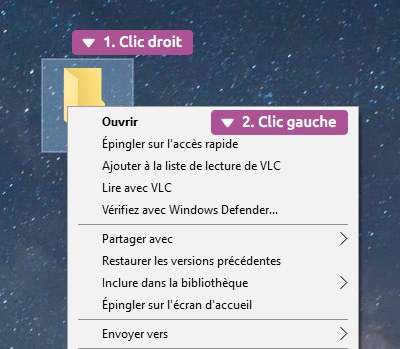 1. Clic droit
Ouvrir
2. Clic gauche
Épingler sur l'accès rapide
Ajouter à la liste de lecture de VLC
Lire avec VLC
Vérifiez avec Windows Defender...
Partager avec
Restaurer les versions précédentes
Inclure dans la bibliothèque
Épingler sur l'écran d'accueil
Envoyer vers